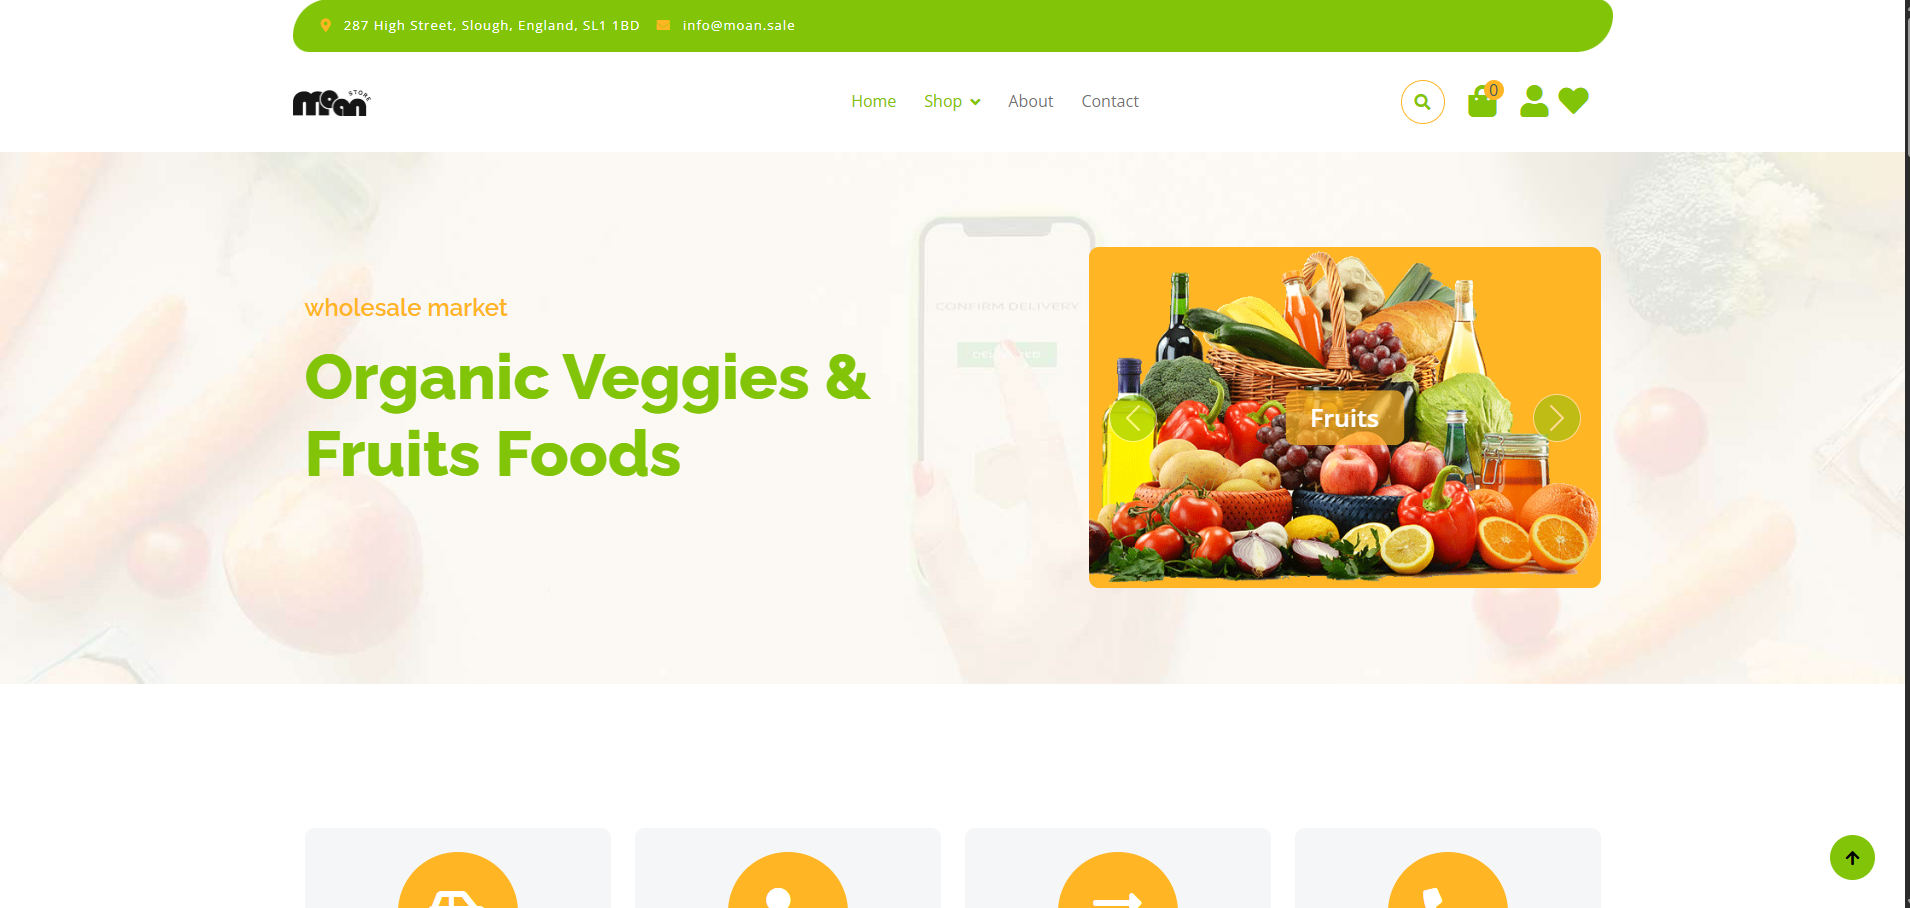 287 High Street, Slough, England, SL1 1BD info@moan.sale
moan STORE
Home Shop About Contact
0
CONFIRM DELIVERY
wholesale market
Organic Veggies &
Fruits Foods
Fruits